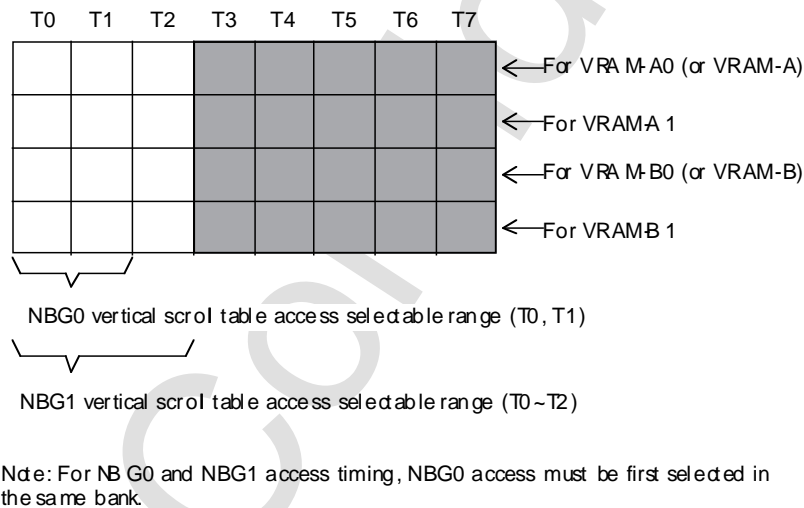 T0 T1 T2 T3 T4 T5 T6 T7
For VRAM-A0 (or VRAM-A)
For VRAM-A 1
For VRAM-B0 (or VRAM-B)
For VRAM-B 1
NBG0 vertical scroll table access selectable range (T0, T1)
NBG1 vertical scroll table access selectable range (T0~T2)
Note: For NBG0 and NBG1 access timing, NBG0 access must be first selected in
the same bank.